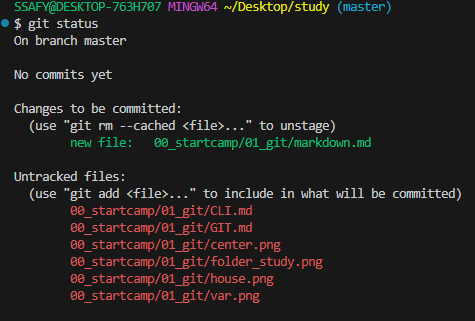 SSAFY@DESKTOP-763H707 MINGW64 ~/Desktop/study (master)
$ git status
On branch master
No commits yet
Changes to be committed:
(use "git rm --cached <file>..." to unstage)
new file:   00_startcamp/01_git/markdown.md
Untracked files:
(use "git add <file>..." to include in what will be committed)
00_startcamp/01_git/CLI.md
00_startcamp/01_git/GIT.md
00_startcamp/01_git/center.png
00_startcamp/01_git/folder_study.png
00_startcamp/01_git/house.png
00_startcamp/01_git/var.png